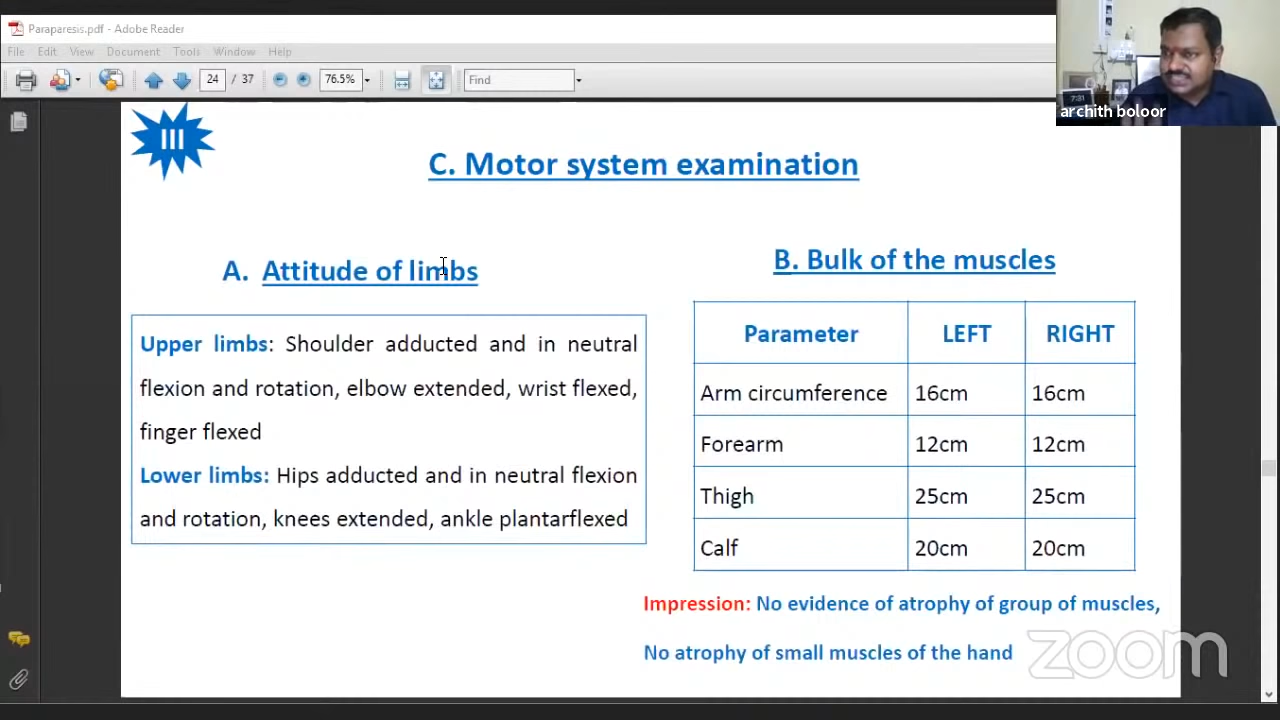 Paraparesis.pdf - Adobe Reader
File Edit View Document Tools Window Help
24 / 37 76.5% Find
7:31
archith boloor
III
C. Motor system examination
A. Attitude of limbs
Upper limbs: Shoulder adducted and in neutral
flexion and rotation, elbow extended, wrist flexed,
finger flexed
Lower limbs: Hips adducted and in neutral flexion
and rotation, knees extended, ankle plantarflexed
B. Bulk of the muscles
Parameter LEFT RIGHT
Arm circumference 16cm 16cm
Forearm 12cm 12cm
Thigh 25cm 25cm
Calf 20cm 20cm
Impression: No evidence of atrophy of group of muscles,
No atrophy of small muscles of the hand
zoom